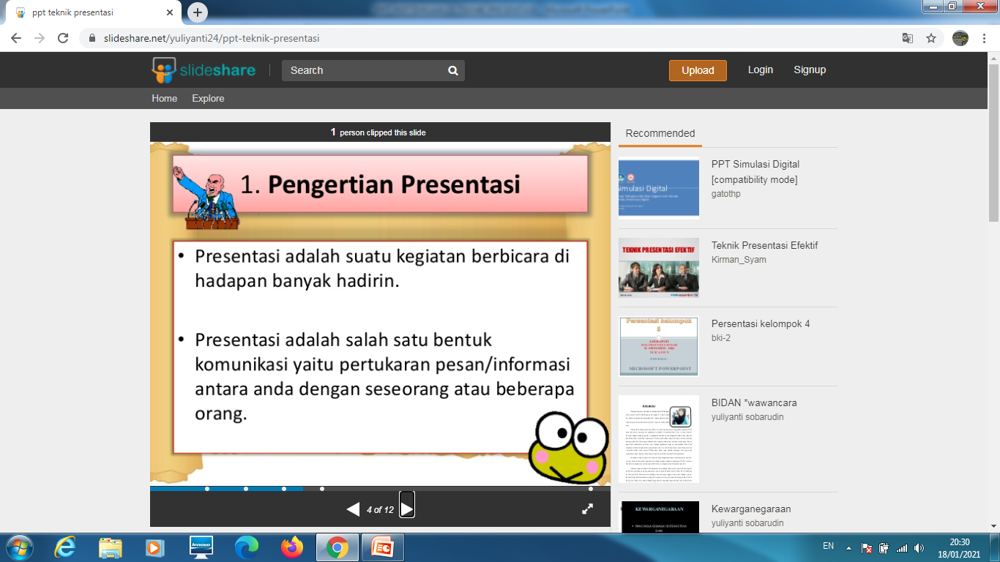 ppt teknik presentasi
slideshare.net/yuliyanti24/ppt-teknik-presentasi
slideshare
Search
Upload
Login
Signup
Home
Explore
1 person clipped this slide
1. Pengertian Presentasi
• Presentasi adalah suatu kegiatan berbicara di
hadapan banyak hadirin.
• Presentasi adalah salah satu bentuk
komunikasi yaitu pertukaran pesan/informasi
antara anda dengan seseorang atau beberapa
orang.
4 of 12
Recommended
Simulasi Digital
PPT Simulasi Digital
[compatibility mode]
gatothp
TEKNIK PRESENTASI EFEKTIF
Teknik Presentasi Efektif
Kirman_Syam
Persentasi kelompok
5
TENTANG :
MICROSOFT POWERPOINT
Persentasi kelompok 4
bki-2
BIDAN *wawancara
yuliyanti sobarudin
KEWARGANEGARAAN
Kewarganegaraan
yuliyanti sobarudin
lenovo
EN
20:30
18/01/2021